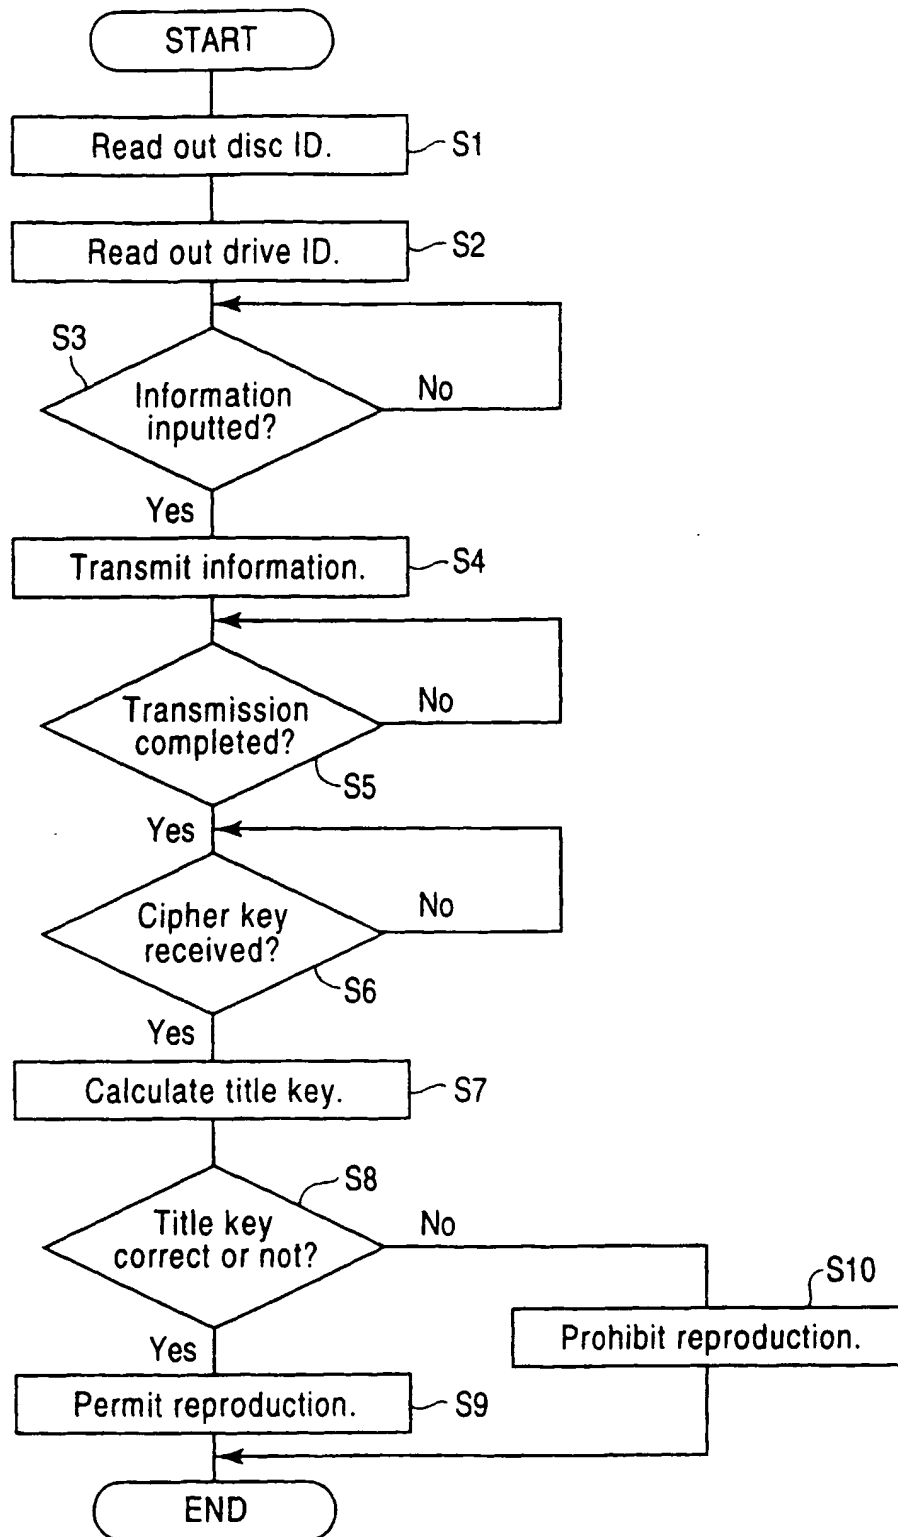 START
Read out disc ID.
S1
Read out drive ID.
S2
S3
Information
inputted?
No
Yes
Transmit information.
S4
Transmission
completed?
No
S5
Yes
Cipher key
received?
No
S6
Yes
Calculate title key.
S7
S8
Title key
correct or not?
No
S10
Prohibit reproduction.
Yes
Permit reproduction.
S9
END